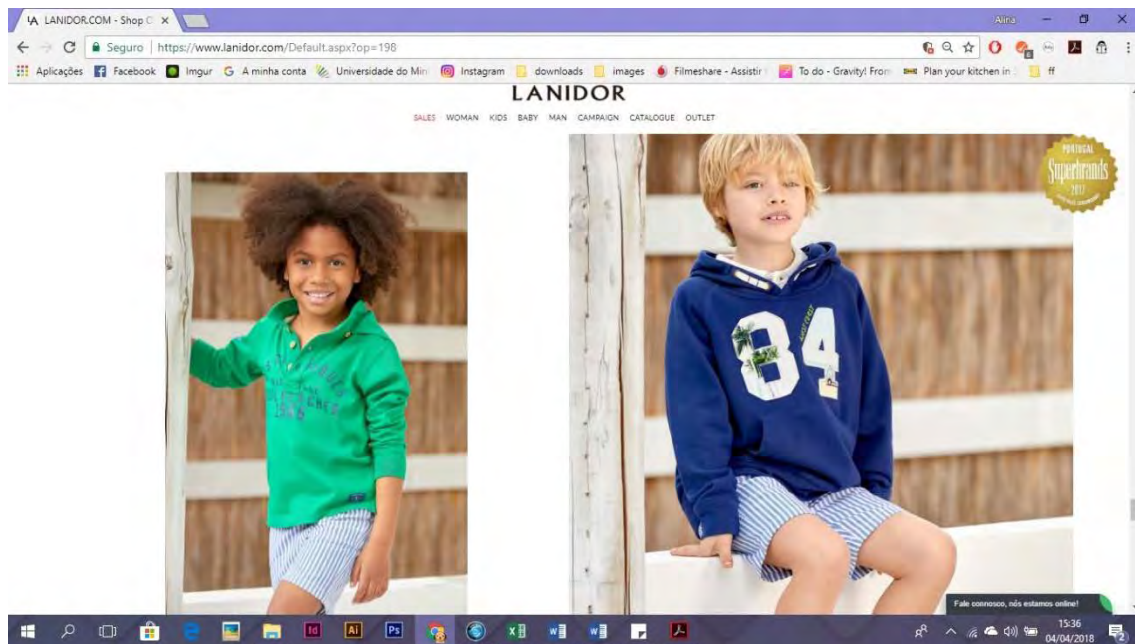 LANIDOR.COM - Shop
Alina
Seguro
https://www.lanidor.com/Default.aspx?op=198
Aplicações
Facebook
Imgur
A minha conta
Universidade do Min
Instagram
downloads
images
Filmeshare - Assistir
To do - Gravity! From
Plan your kitchen in
ff
LANIDOR
SALES WOMAN KIDS BABY MAN CAMPAIGN CATALOGUE OUTLET
PORTUGAL
Superbrands
2017
84
Fale connosco, nós estamos online!
Id
Ai
Ps
15:36
04/04/2018